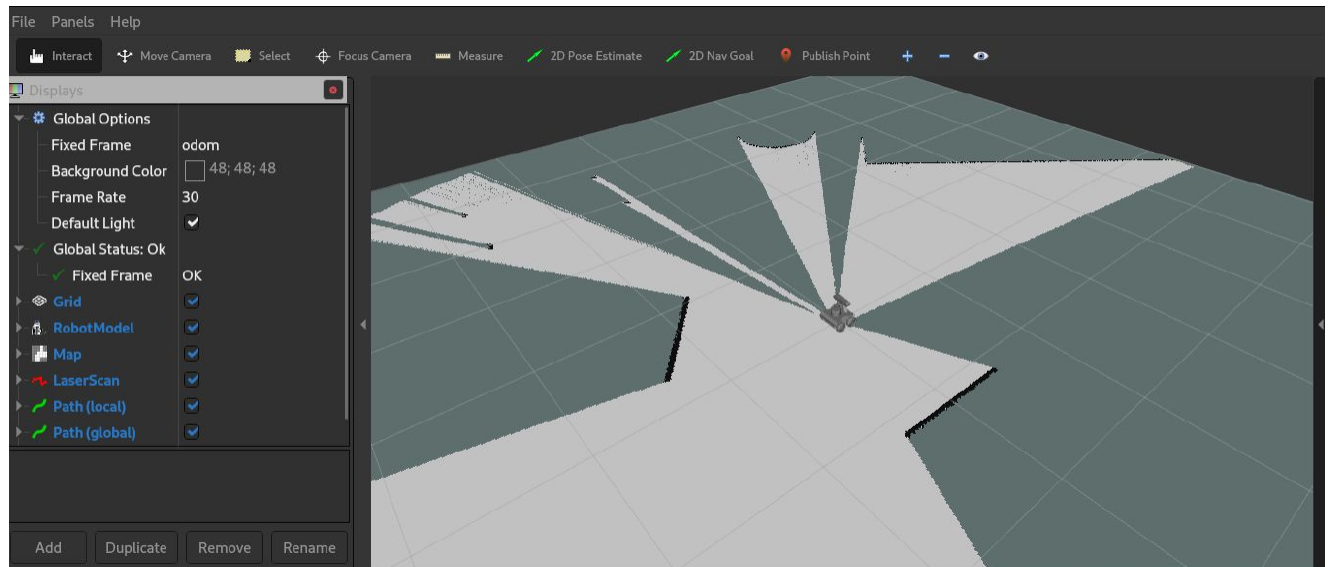 File Panels Help
Interact Move Camera Select Focus Camera Measure 2D Pose Estimate 2D Nav Goal Publish Point
Displays
Global Options
Fixed Frame odom
Background Color 48; 48; 48
Frame Rate 30
Default Light
Global Status: Ok
Fixed Frame OK
Grid
RobotModel
Map
LaserScan
Path (local)
Path (global)
Add Duplicate Remove Rename